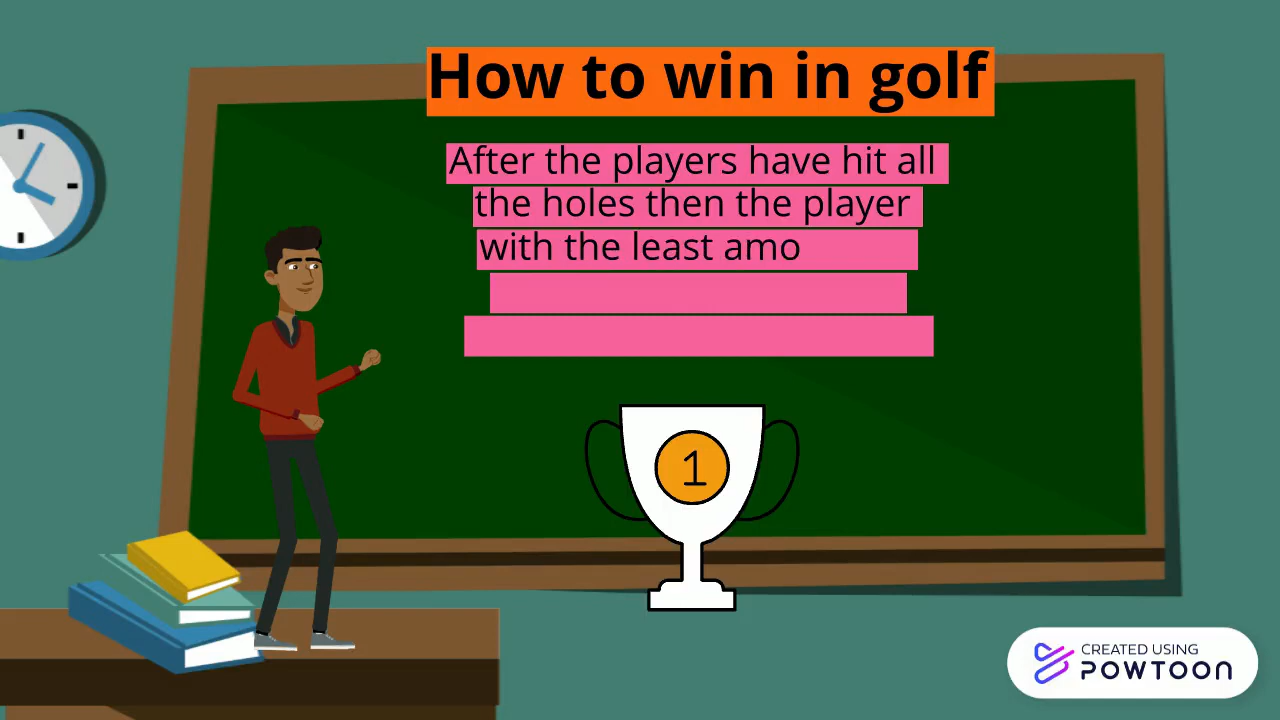 How to win in golf
After the players have hit all
the holes then the player
with the least amo
1
CREATED USING
POWTOON